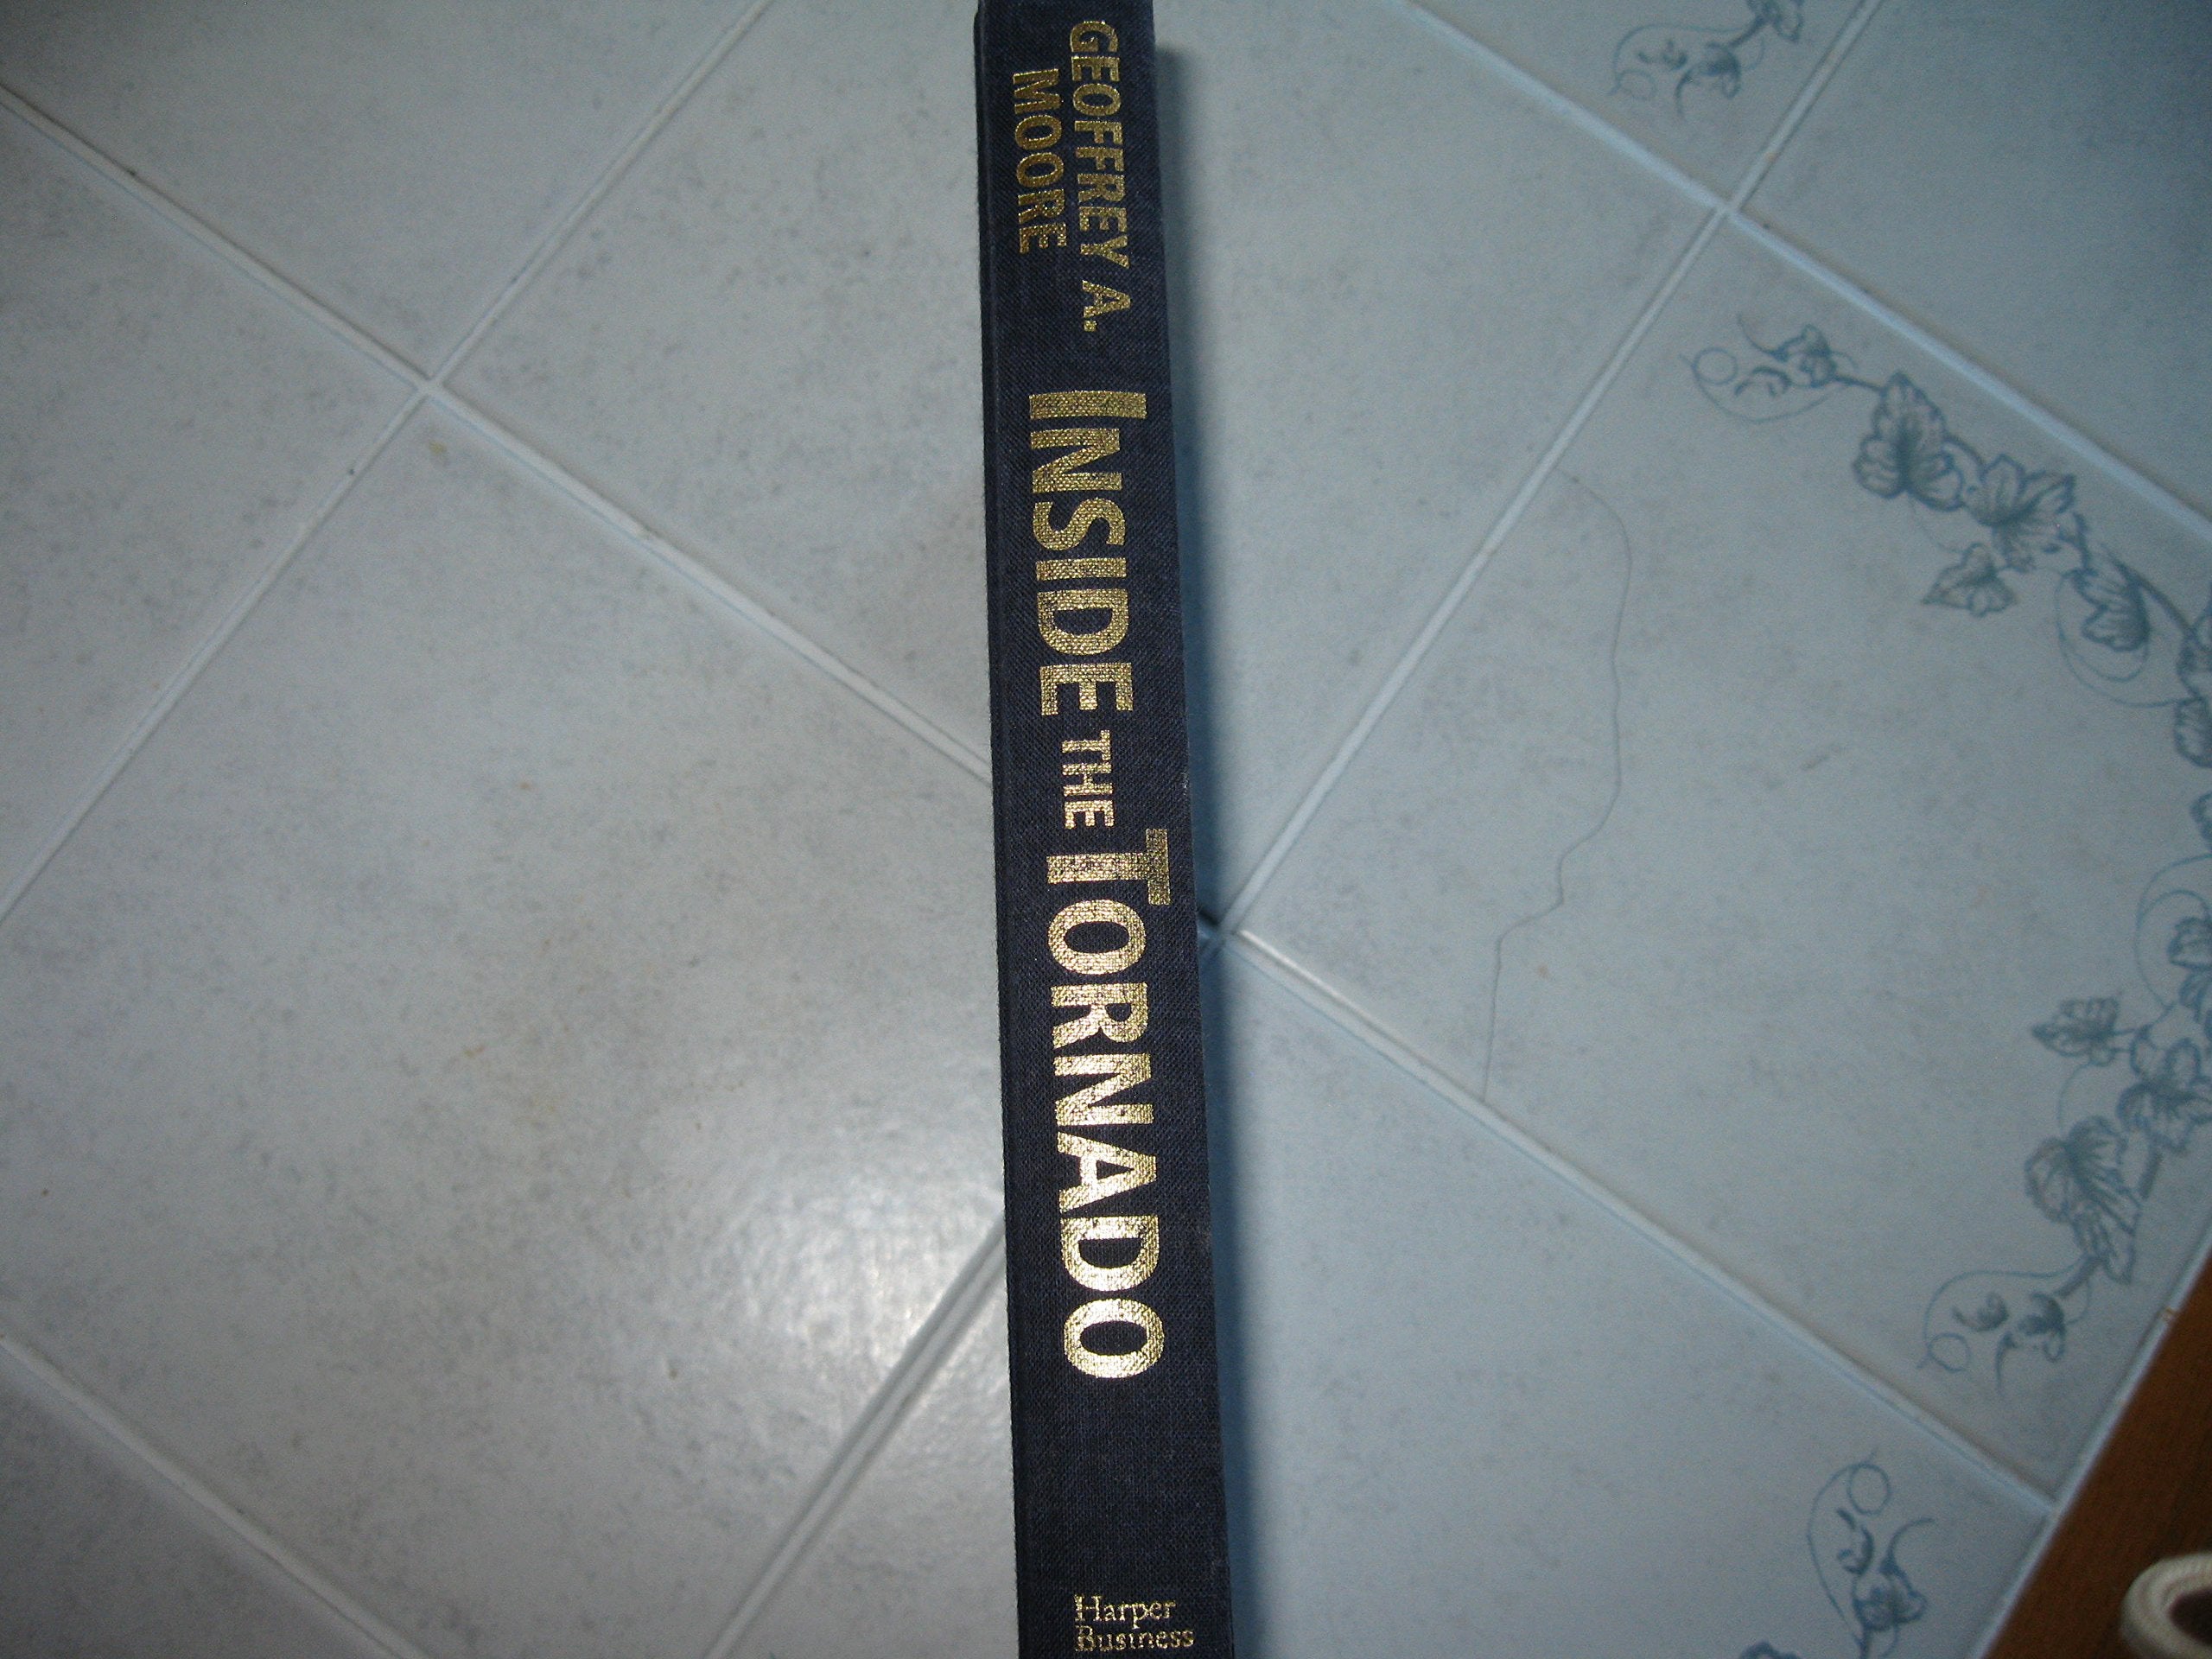 GEOFFREY A.
MOORE
INSIDE THE TORNADO
Harper
Business